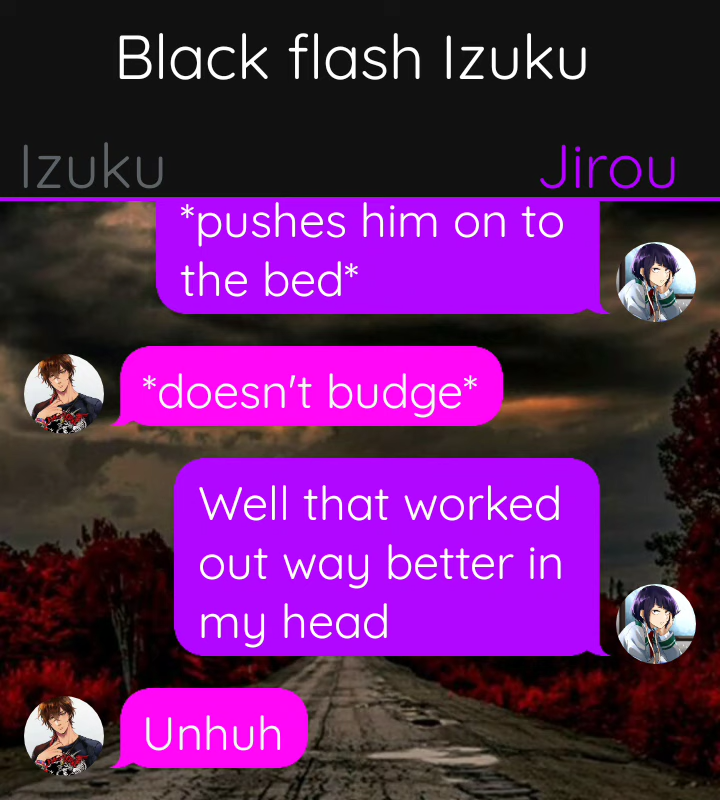 Black flash Izuku
Izuku
Jirou
*pushes him on to
the bed*
*doesn't budge*
Well that worked
out way better in
my head
Unhuh